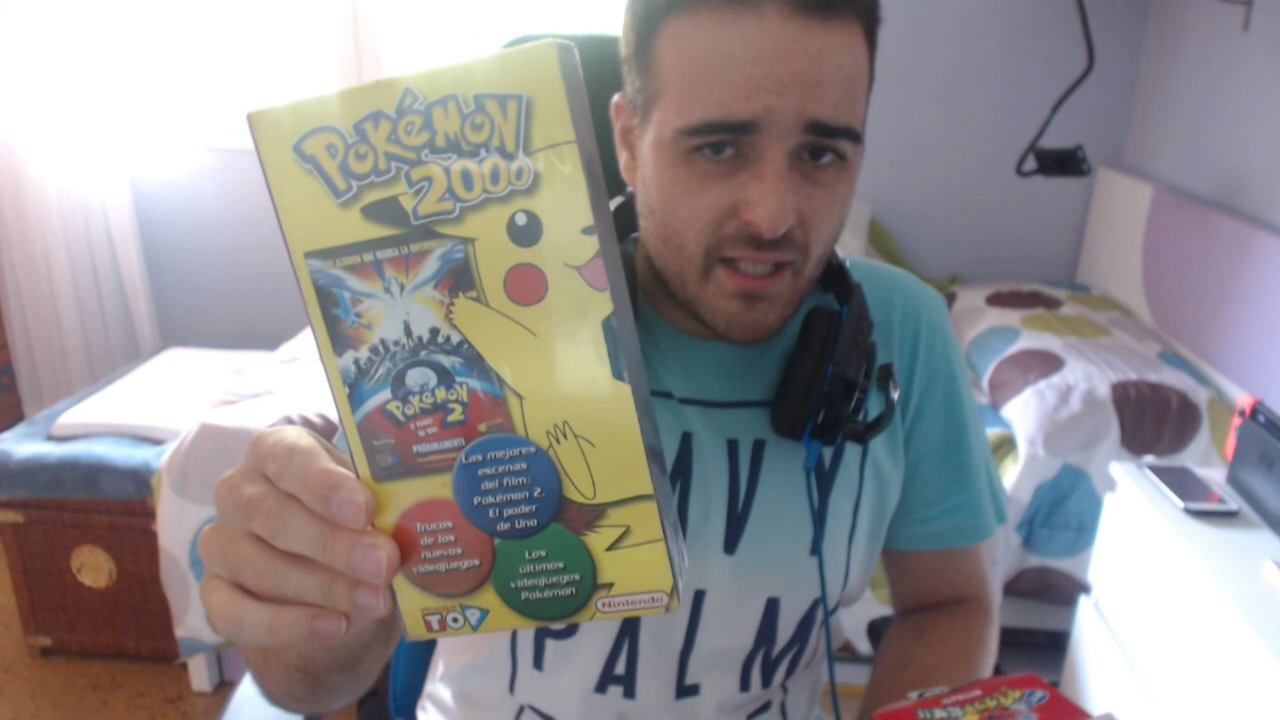 POKéMON
2000
POKéMON
2
PRÓXIMAMENTE
Las mejores
escenas
del film:
Pokémon 2.
El poder
de Uno
Trucos
de los
nuevos
videojuegos
Los
últimos
videojuegos
Pokémon
TOP
Nintendo
PALM